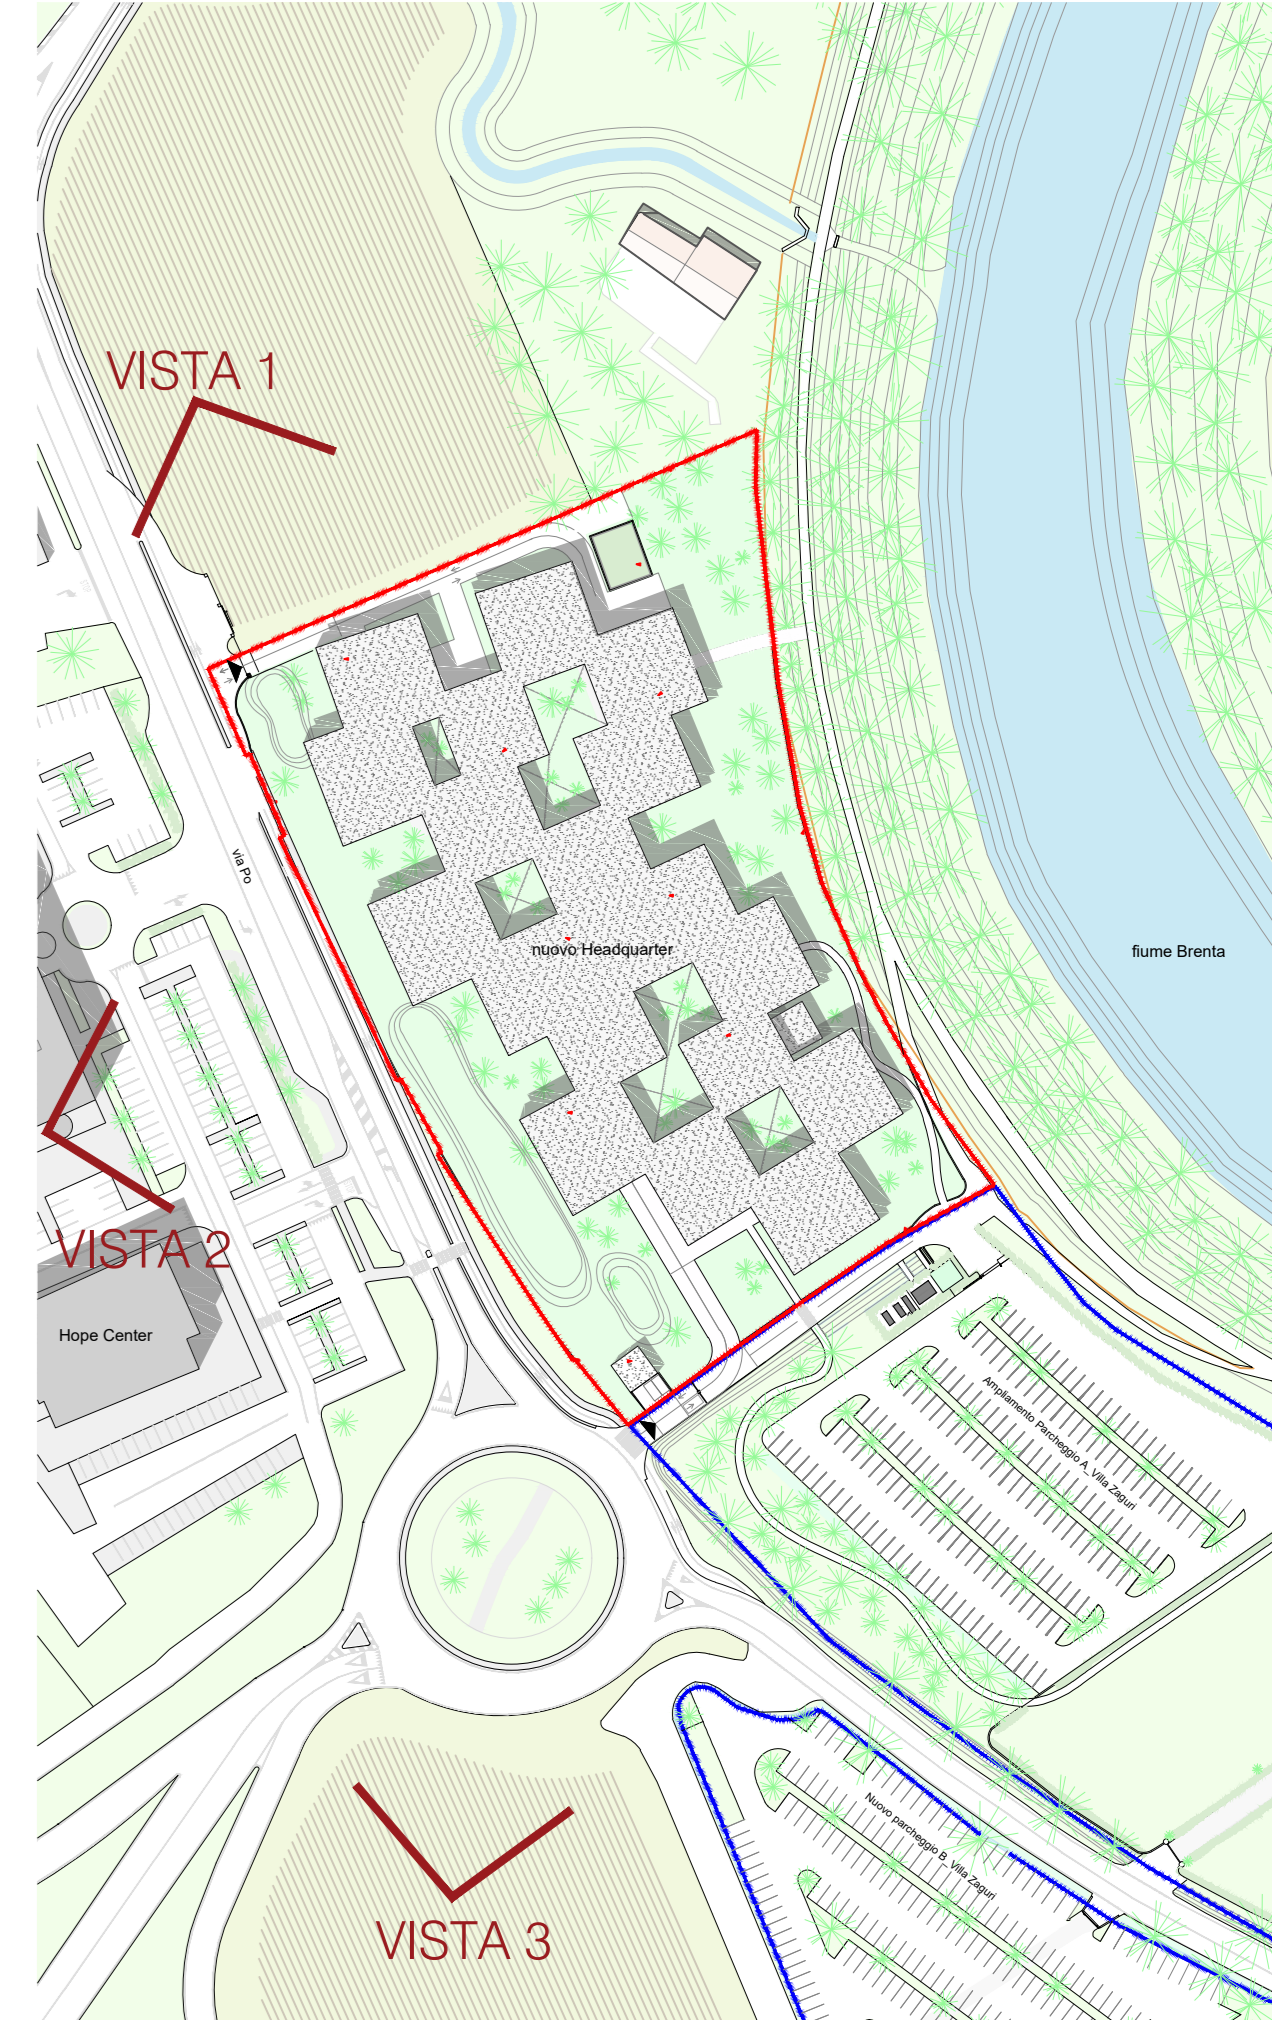 VISTA 1
via Po
nuovo Headquarter
fiume Brenta
VISTA 2
Hope Center
Ampliamento Parcheggio A_Villa Zaguri
Nuovo parcheggio B_Villa Zaguri
VISTA 3